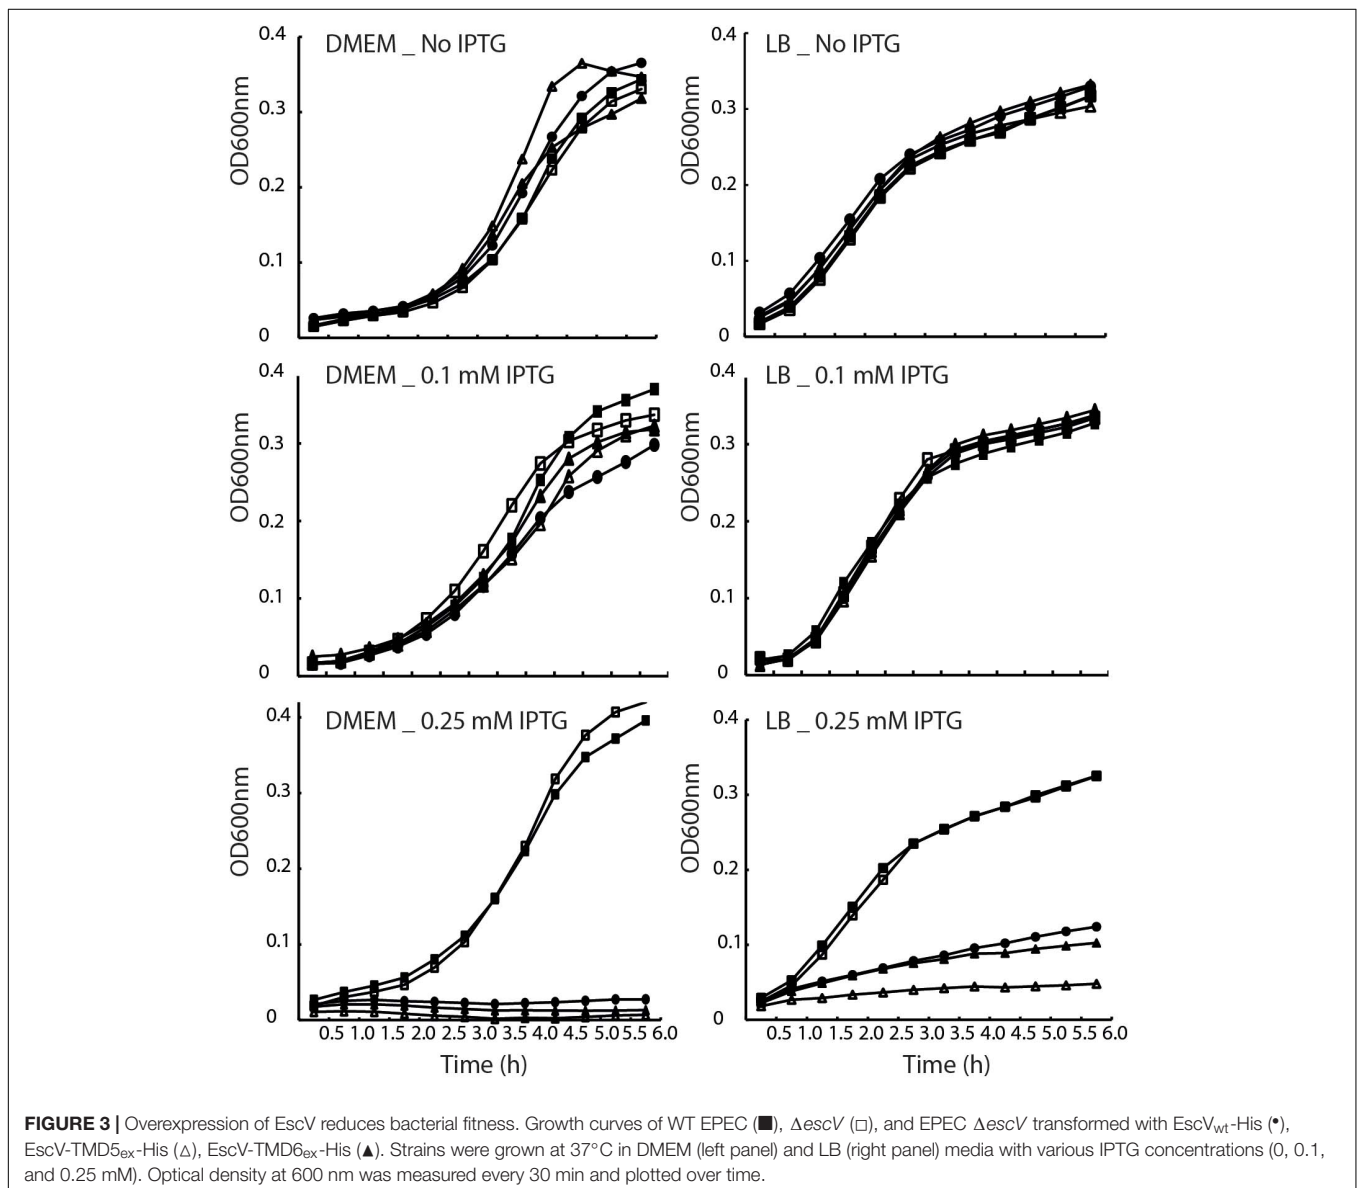 DMEM _ No IPTG
0.4
0.3
0.2
0.1
0
OD600nm
LB _ No IPTG
0.4
0.3
0.2
0.1
0
OD600nm
DMEM _ 0.1 mM IPTG
0.4
0.3
0.2
0.1
0
OD600nm
LB _ 0.1 mM IPTG
0.4
0.3
0.2
0.1
0
OD600nm
DMEM _ 0.25 mM IPTG
0.4
0.3
0.2
0.1
0
OD600nm
0.5 1.0 1.5 2.0 2.5 3.0 3.5 4.0 4.5 5.0 5.5 6.0
Time (h)
LB _ 0.25 mM IPTG
0.4
0.3
0.2
0.1
0
OD600nm
0.5 1.0 1.5 2.0 2.5 3.0 3.5 4.0 4.5 5.0 5.5 6.0
Time (h)
FIGURE 3 | Overexpression of EscV reduces bacterial fitness. Growth curves of WT EPEC (■), ΔescV (□), and EPEC ΔescV transformed with EscVwt-His (•),
EscV-TMD5ex-His (△), EscV-TMD6ex-His (▲). Strains were grown at 37°C in DMEM (left panel) and LB (right panel) media with various IPTG concentrations (0, 0.1,
and 0.25 mM). Optical density at 600 nm was measured every 30 min and plotted over time.